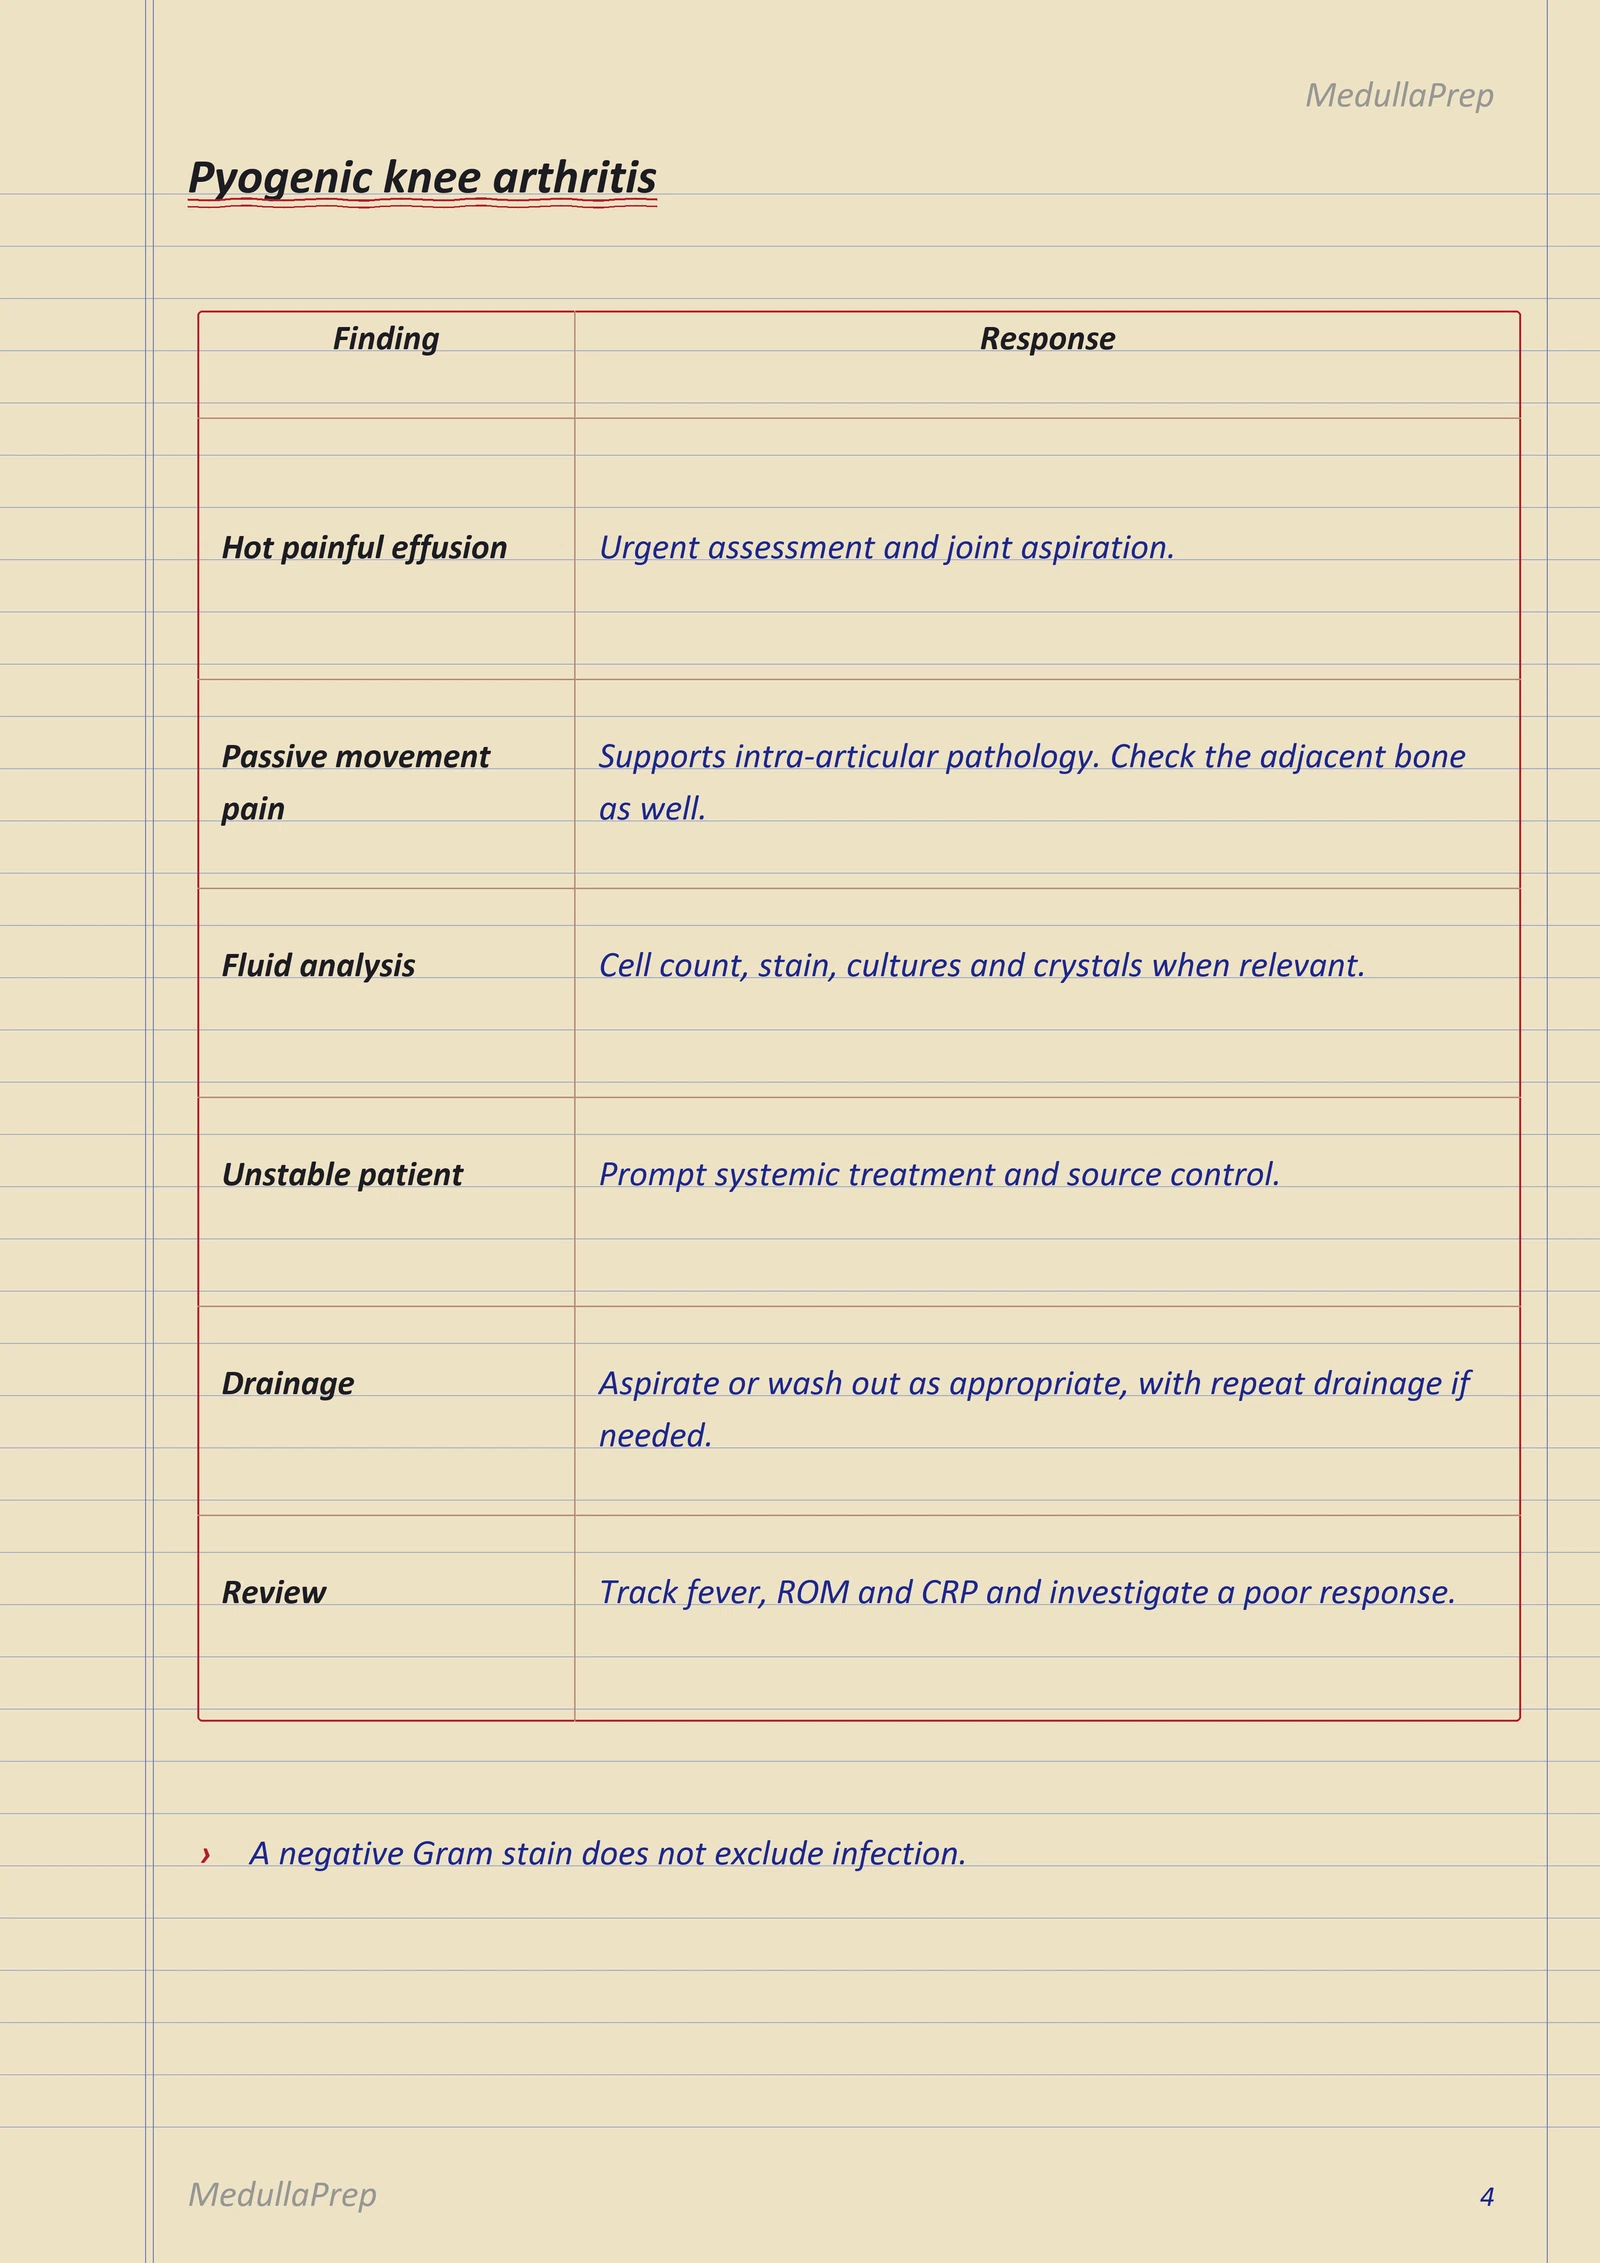 MedullaPrep
Pyogenic knee arthritis
Finding
Response
Hot painful effusion
Urgent assessment and joint aspiration.
Passive movement
pain
Supports intra-articular pathology. Check the adjacent bone
as well.
Fluid analysis
Cell count, stain, cultures and crystals when relevant.
Unstable patient
Prompt systemic treatment and source control.
Drainage
Aspirate or wash out as appropriate, with repeat drainage if
needed.
Review
Track fever, ROM and CRP and investigate a poor response.
› A negative Gram stain does not exclude infection.
MedullaPrep
4